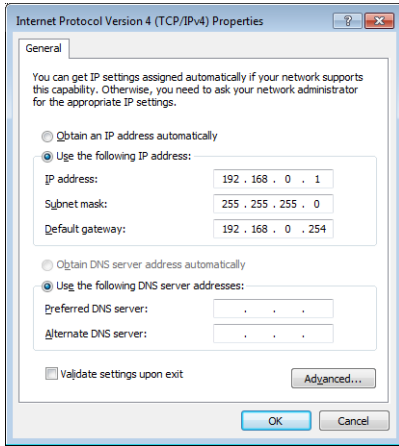 Internet Protocol Version 4 (TCP/IPv4) Properties
General
You can get IP settings assigned automatically if your network supports
this capability. Otherwise, you need to ask your network administrator
for the appropriate IP settings.
Obtain an IP address automatically
Use the following IP address:
IP address: 192 . 168 . 0 . 1
Subnet mask: 255 . 255 . 255 . 0
Default gateway: 192 . 168 . 0 . 254
Obtain DNS server address automatically
Use the following DNS server addresses:
Preferred DNS server: . . .
Alternate DNS server: . . .
Validate settings upon exit
Advanced...
OK Cancel